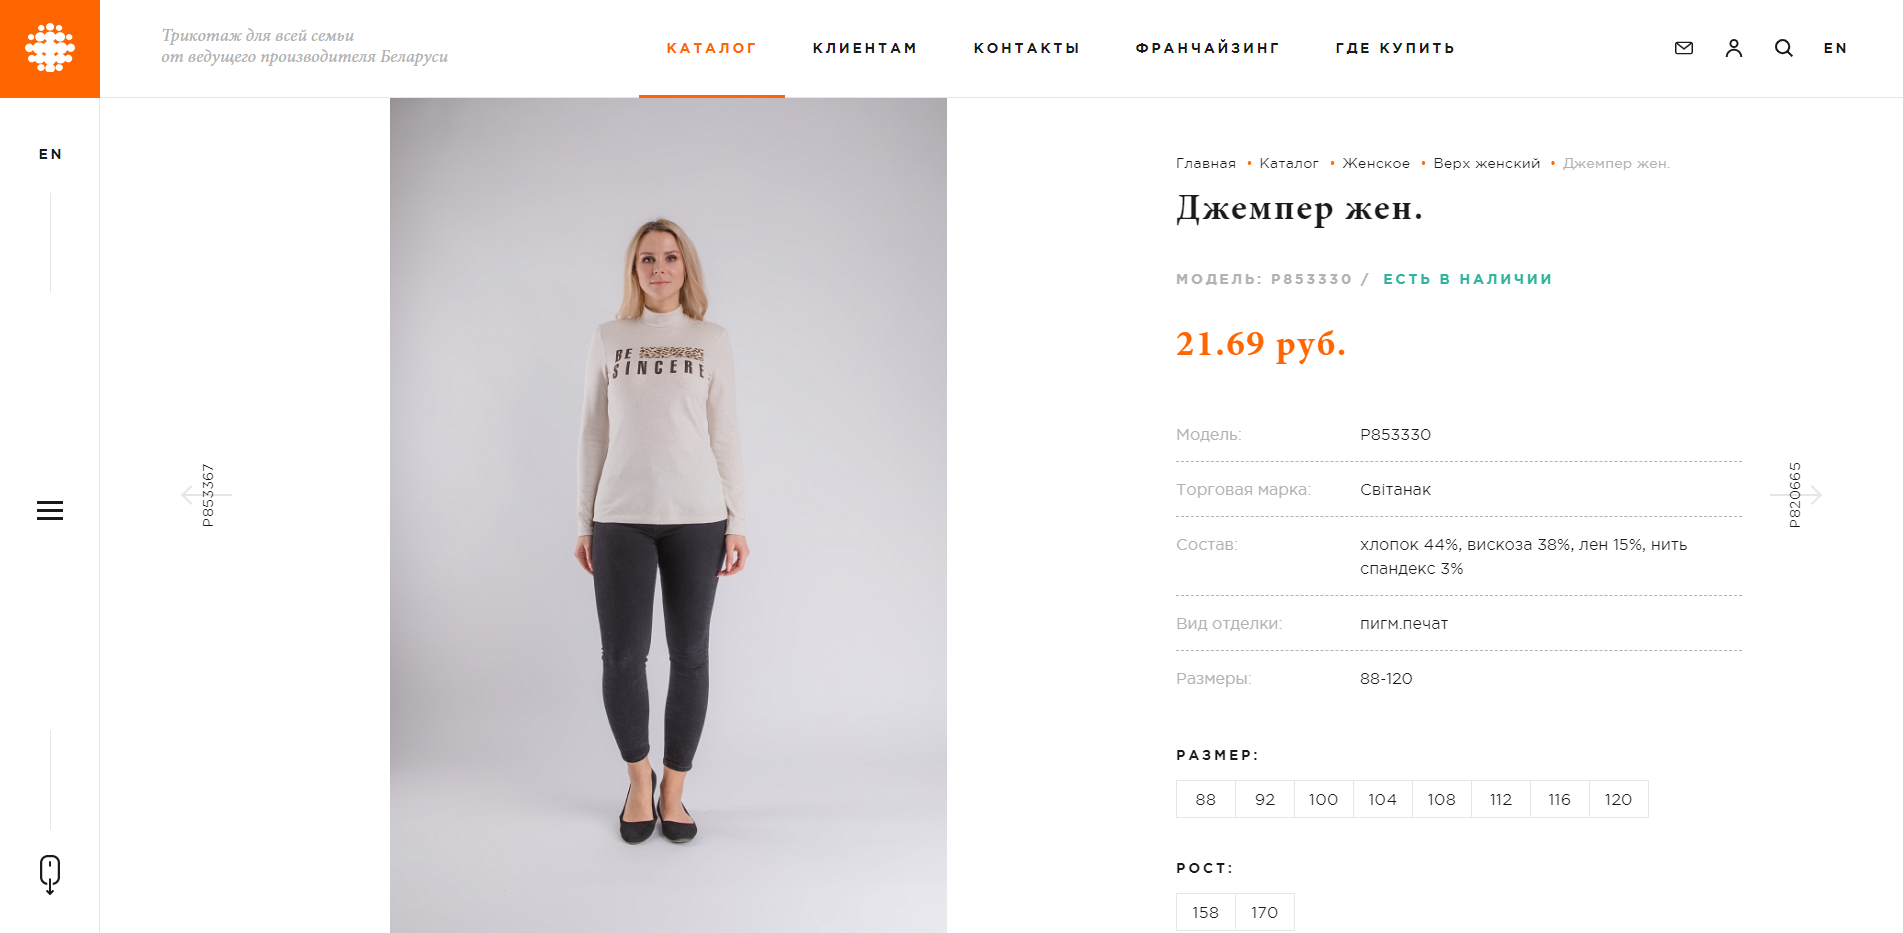 Трикотаж для всей семьи
от ведущего производителя Беларуси
КАТАЛОГ
КЛИЕНТАМ
КОНТАКТЫ
ФРАНЧАЙЗИНГ
ГДЕ КУПИТЬ
EN
EN
P853367
BE
SINCERE
Главная • Каталог • Женское • Верх женский • Джемпер жен.
Джемпер жен.
МОДЕЛЬ: P853330 / ЕСТЬ В НАЛИЧИИ
21.69 руб.
Модель: P853330
Торговая марка: Світанак
Состав: хлопок 44%, вискоза 38%, лен 15%, нить
спандекс 3%
Вид отделки: пигм.печат
Размеры: 88-120
РАЗМЕР:
88 92 100 104 108 112 116 120
РОСТ:
158 170
P820665